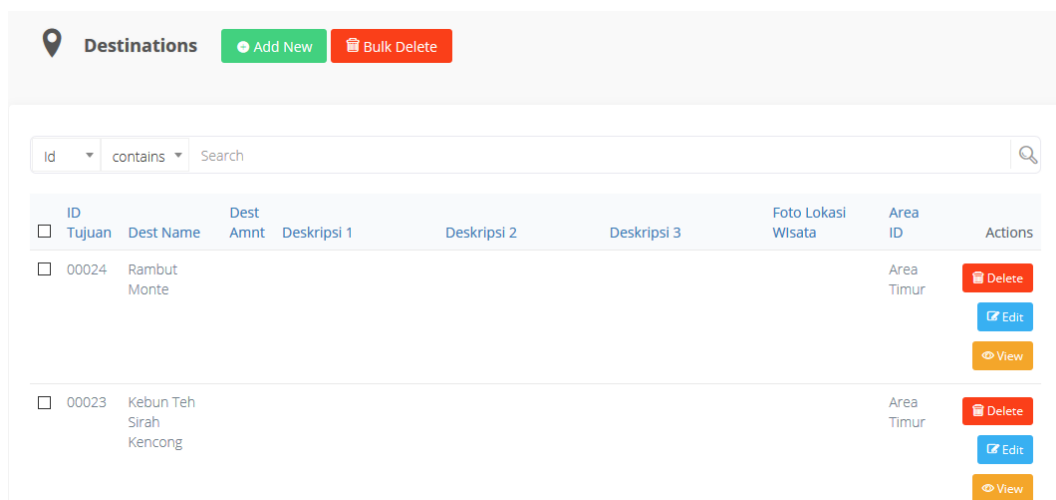 Destinations Add New Bulk Delete
Id contains Search
ID Tujuan Dest Name Dest Amnt Deskripsi 1 Deskripsi 2 Deskripsi 3 Foto Lokasi WIsata Area ID Actions
00024 Rambut Monte Area Timur Delete
Edit
View
00023 Kebun Teh Sirah Kencong Area Timur Delete
Edit
View